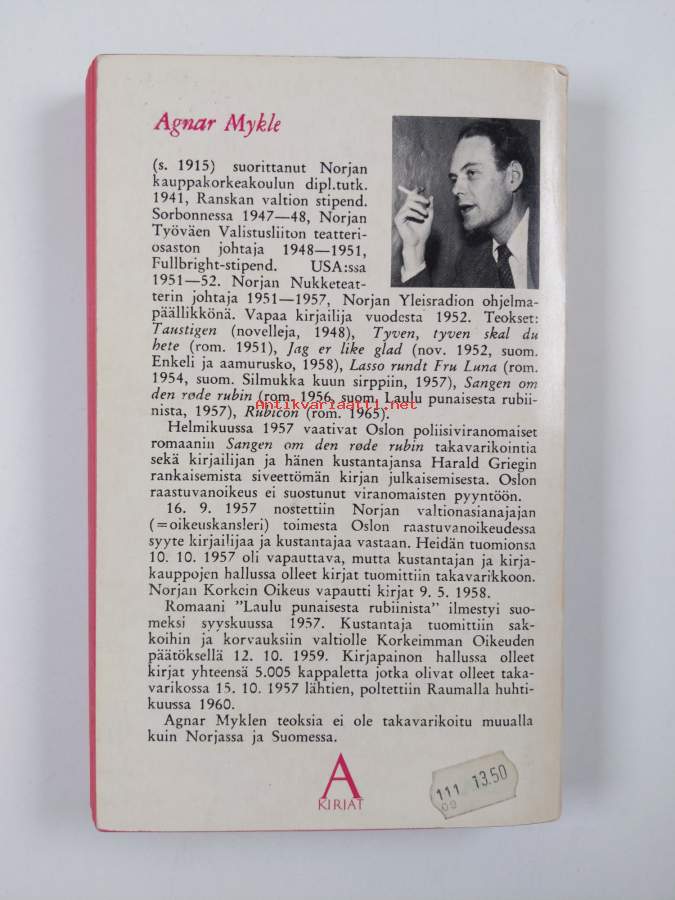 Agnar Mykle
(s. 1915) suorittanut Norjan
kauppakorkeakoulun dipl.tutk.
1941, Ranskan valtion stipend.
Sorbonnessa 1947—48, Norjan
Työväen Valistusliiton teatteri-
osaston johtaja 1948—1951,
Fullbright-stipend. USA:ssa
1951—52. Norjan Nukketeat-
terin johtaja 1951—1957, Norjan Yleisradion ohjelma-
päällikkönä. Vapaa kirjailija vuodesta 1952. Teokset:
Taustigen (novelleja, 1948), Tyven, tyven skal du
hete (rom. 1951), Jag er like glad (nov. 1952, suom.
Enkeli ja aamurusko, 1958), Lasso rundt Fru Luna (rom.
1954, suom. Silmukka kuun sirppiin, 1957), Sangen om
den røde rubin (rom. 1956, suom. Laulu punaisesta rubii-
nista, 1957), Rubicon (rom. 1965).
Antikvariaatti.net
Helmikuussa 1957 vaativat Oslon poliisiviranomaiset
romaanin Sangen om den røde rubin takavarikointia
sekä kirjailijan ja hänen kustantajansa Harald Griegin
rankaisemista siveettömän kirjan julkaisemisesta. Oslon
raastuvanoikeus ei suostunut viranomaisten pyyntöön.
16. 9. 1957 nostettiin Norjan valtionasianajajan
(=oikeuskansleri) toimesta Oslon raastuvanoikeudessa
syyte kirjailijaa ja kustantajaa vastaan. Heidän tuomionsa
10. 10. 1957 oli vapauttava, mutta kustantajan ja kirja-
kauppojen hallussa olleet kirjat tuomittiin takavarikkoon.
Norjan Korkein Oikeus vapautti kirjat 9. 5. 1958.
Romaani "Laulu punaisesta rubiinista" ilmestyi suo-
meksi syyskuussa 1957. Kustantaja tuomittiin sak-
koihin ja korvauksiin valtiolle Korkeimman Oikeuden
päätöksellä 12. 10. 1959. Kirjapainon hallussa olleet
kirjat yhteensä 5.005 kappaletta jotka olivat olleet taka-
varikossa 15. 10. 1957 lähtien, poltettiin Raumalla huhti-
kuussa 1960.
Agnar Myklen teoksia ei ole takavarikoitu muualla
kuin Norjassa ja Suomessa.
A
KIRJAT
111 13.50
00